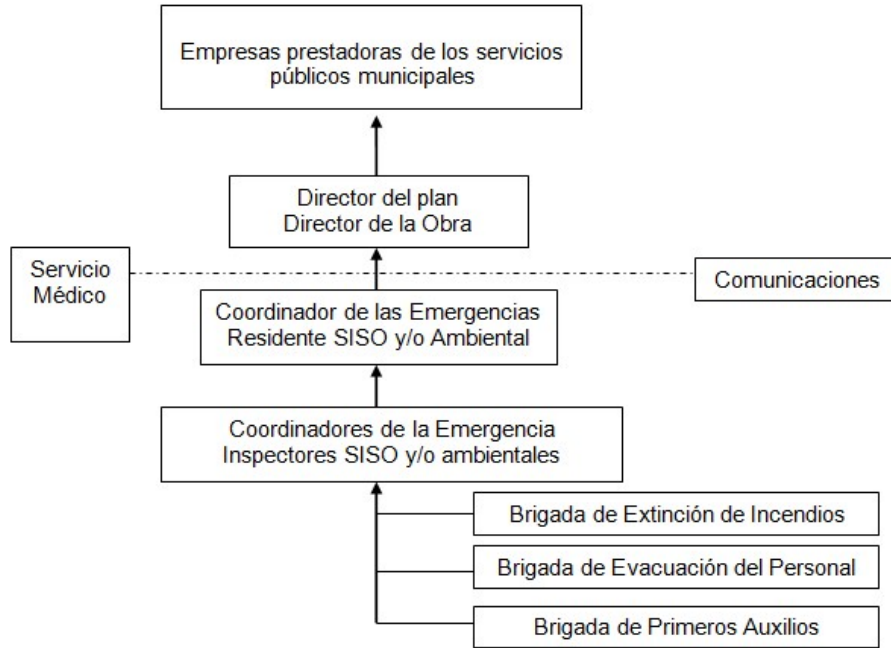 Empresas prestadoras de los servicios
públicos municipales
Director del plan
Director de la Obra
Servicio
Médico
Comunicaciones
Coordinador de las Emergencias
Residente SISO y/o Ambiental
Coordinadores de la Emergencia
Inspectores SISO y/o ambientales
Brigada de Extinción de Incendios
Brigada de Evacuación del Personal
Brigada de Primeros Auxilios